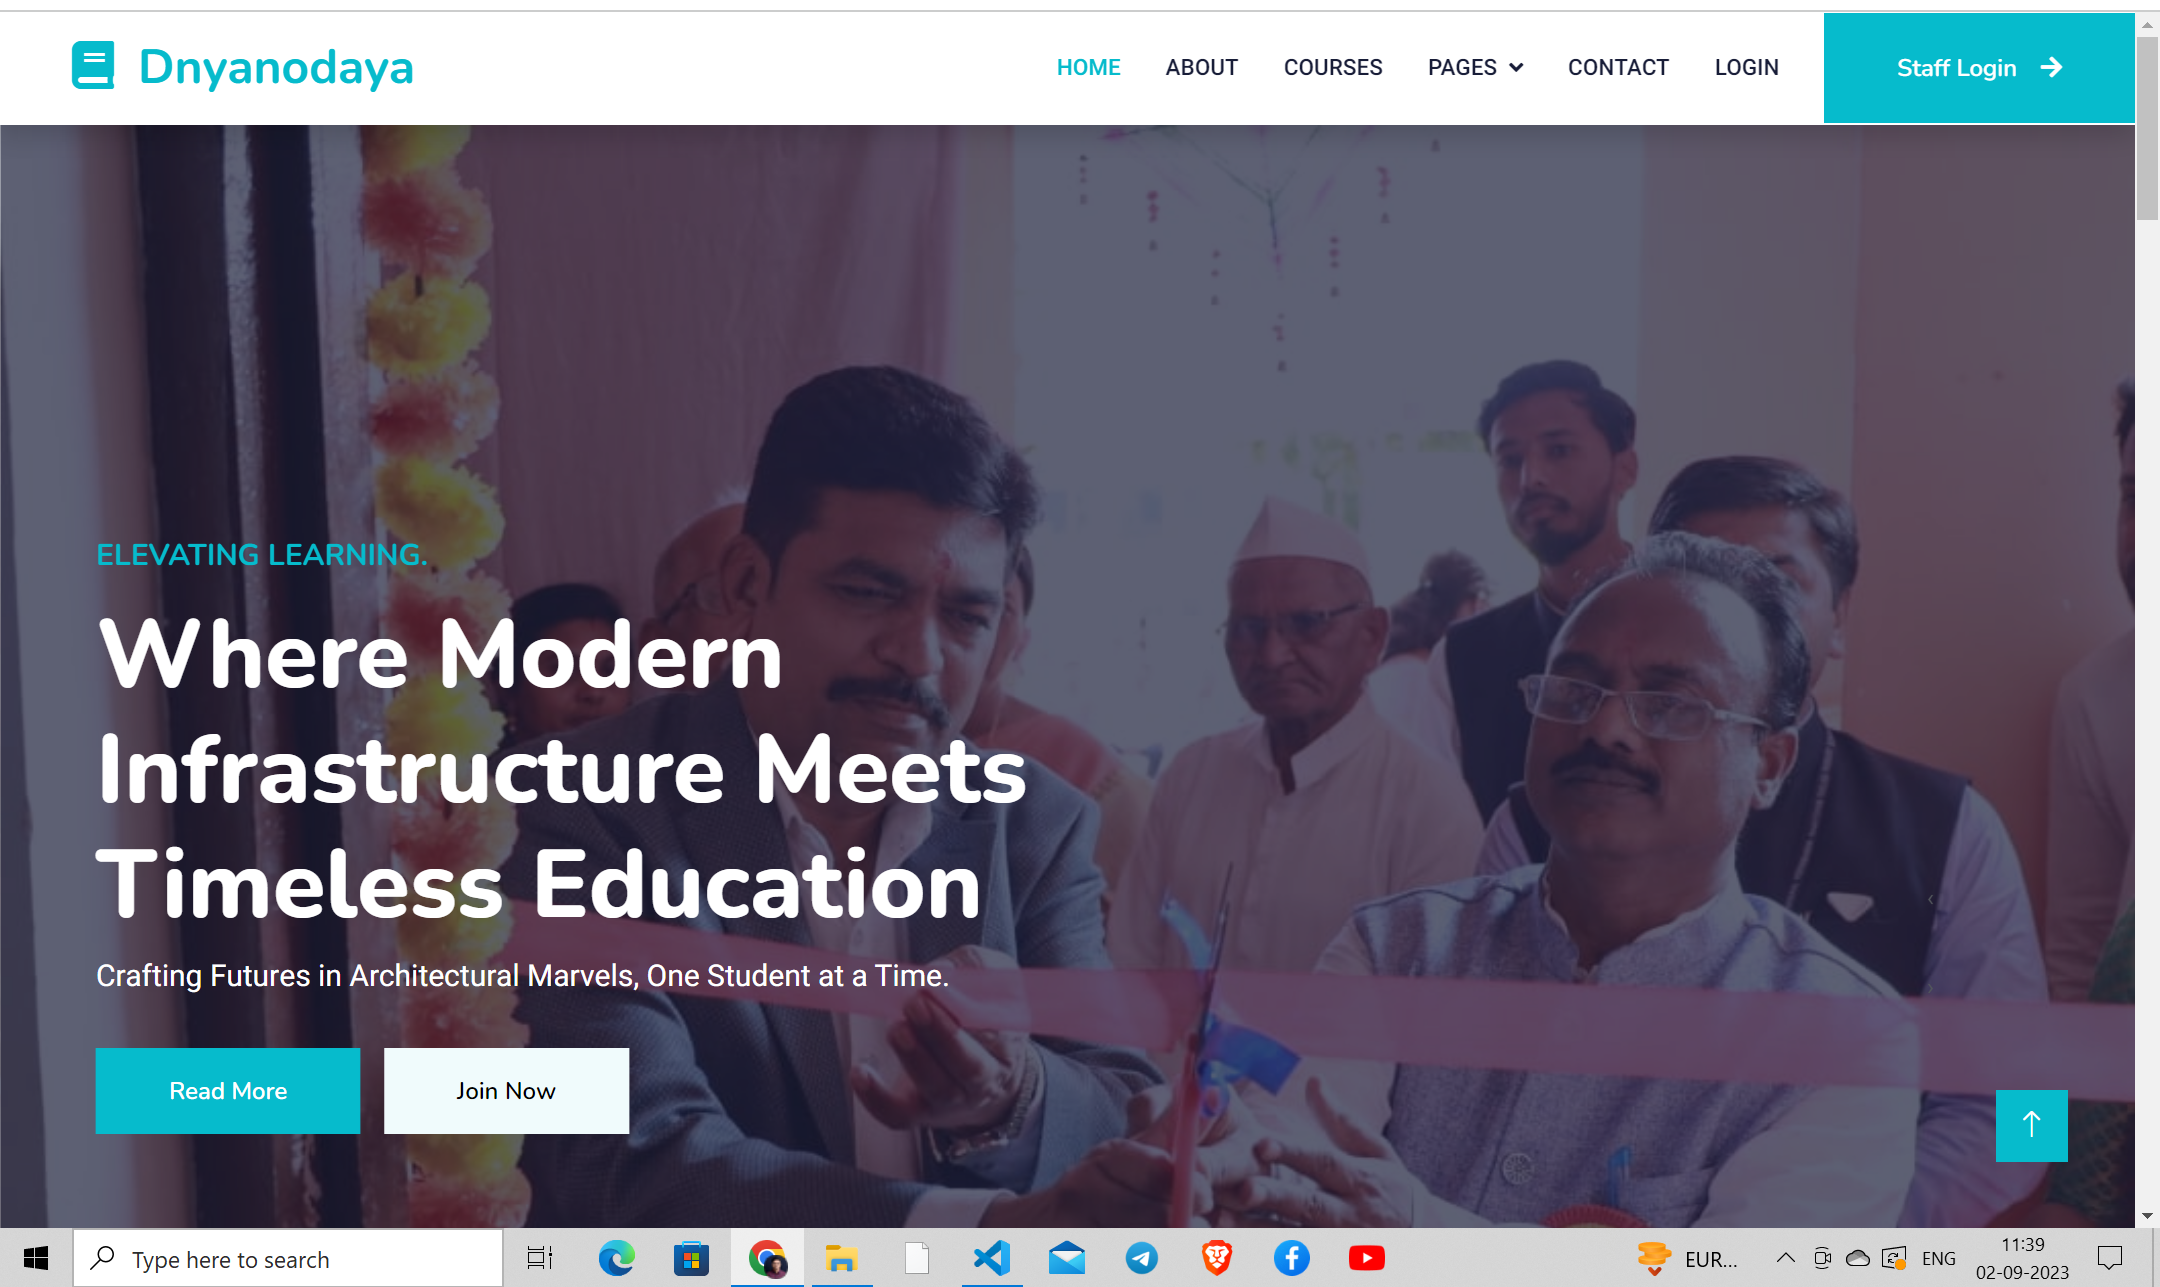 Dnyanodaya
HOME ABOUT COURSES PAGES CONTACT LOGIN Staff Login
ELEVATING LEARNING.
Where Modern
Infrastructure Meets
Timeless Education
Crafting Futures in Architectural Marvels, One Student at a Time.
Read More Join Now
Type here to search
EUR...
ENG
11:39
02-09-2023